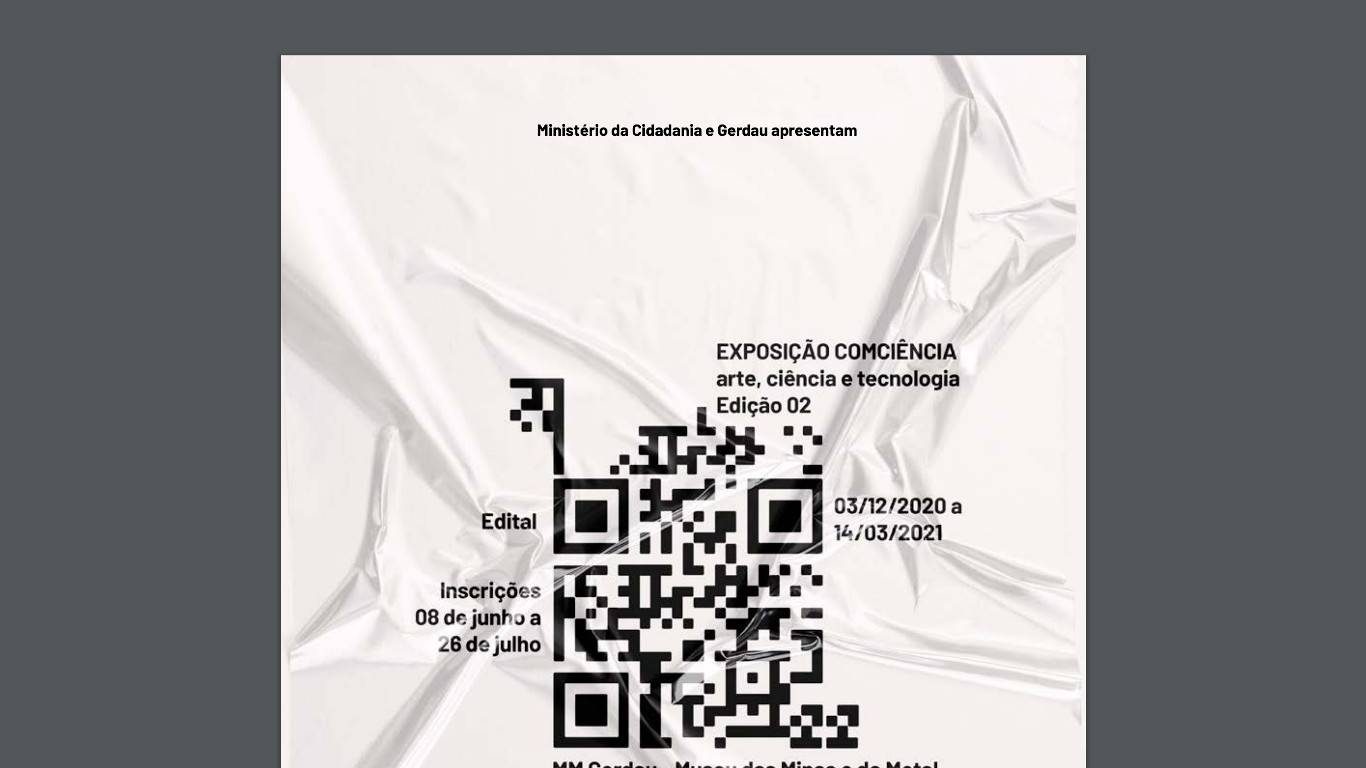 Ministério da Cidadania e Gerdau apresentam
EXPOSIÇÃO COMCIÊNCIA
arte, ciência e tecnologia
Edição 02
03/12/2020 a
14/03/2021
Edital
Inscrições
08 de junho a
26 de julho
MM Gerdau - Museu das Minas e do Metal